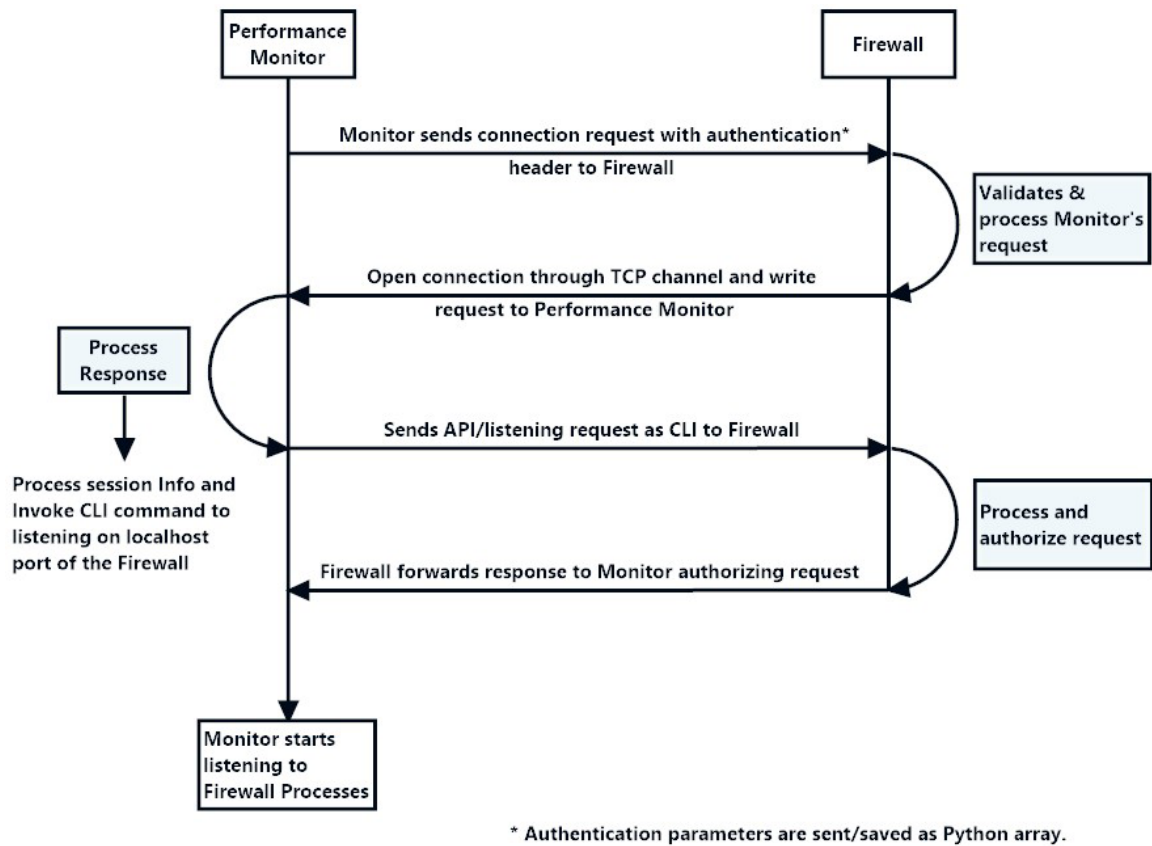 Performance
Monitor
Firewall
Monitor sends connection request with authentication*
header to Firewall
Validates &
process Monitor's
request
Open connection through TCP channel and write
request to Performance Monitor
Process
Response
Sends API/listening request as CLI to Firewall
Process session Info and
Invoke CLI command to
listening on localhost
port of the Firewall
Process and
authorize request
Firewall forwards response to Monitor authorizing request
Monitor starts
listening to
Firewall Processes
* Authentication parameters are sent/saved as Python array.